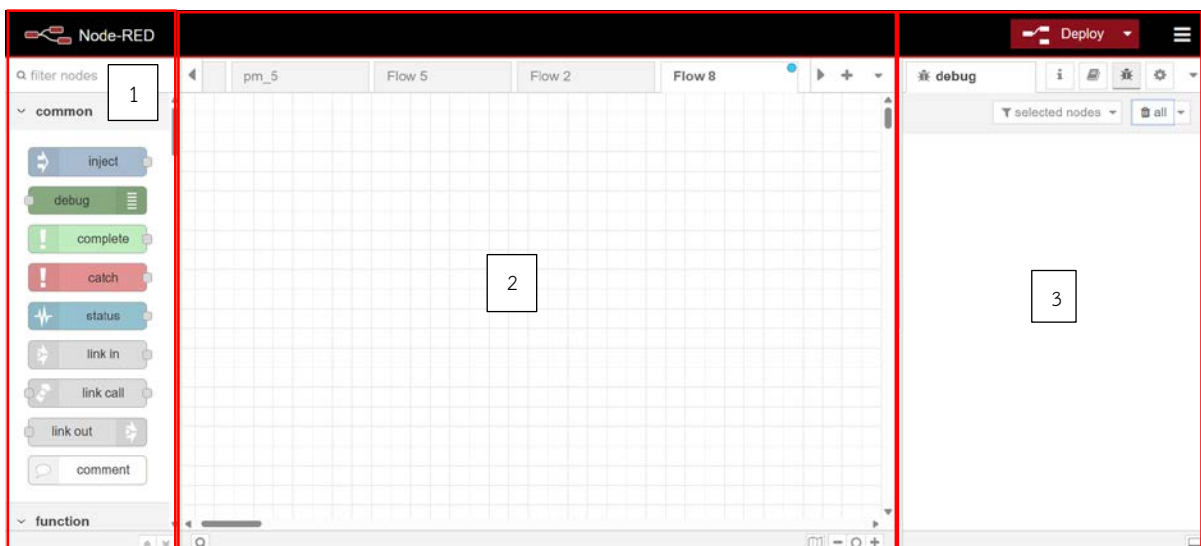 Node-RED
Deploy
filter nodes
1
common
inject
debug
complete
catch
status
link in
link call
link out
comment
function
pm_5
Flow 5
Flow 2
Flow 8
2
debug
i
selected nodes
all
3